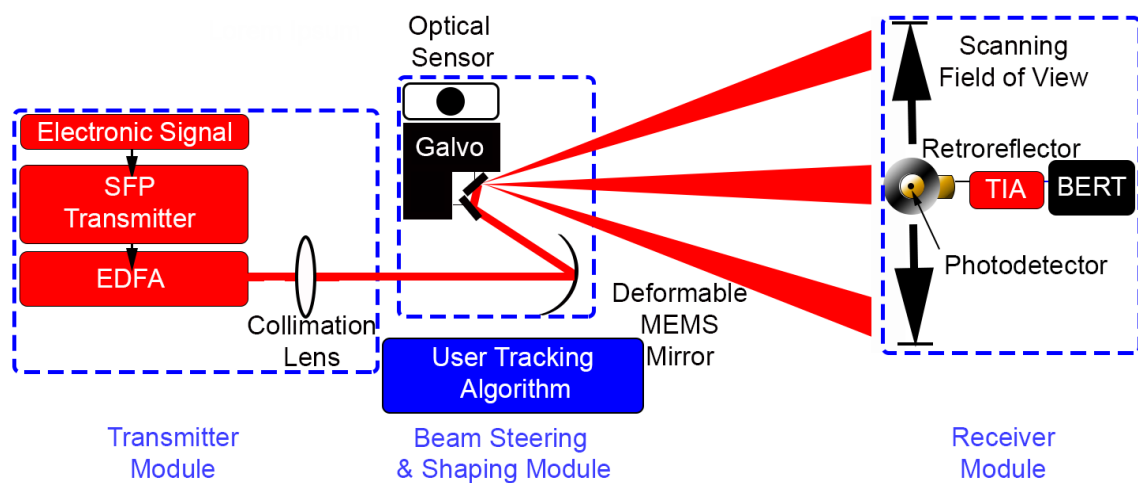 Optical
Sensor
Electronic Signal
SFP
Transmitter
EDFA
Collimation
Lens
Galvo
Deformable
MEMS
Mirror
User Tracking
Algorithm
Scanning
Field of View
Retroreflector
TIA
BERT
Photodetector
Transmitter
Module
Beam Steering
& Shaping Module
Receiver
Module